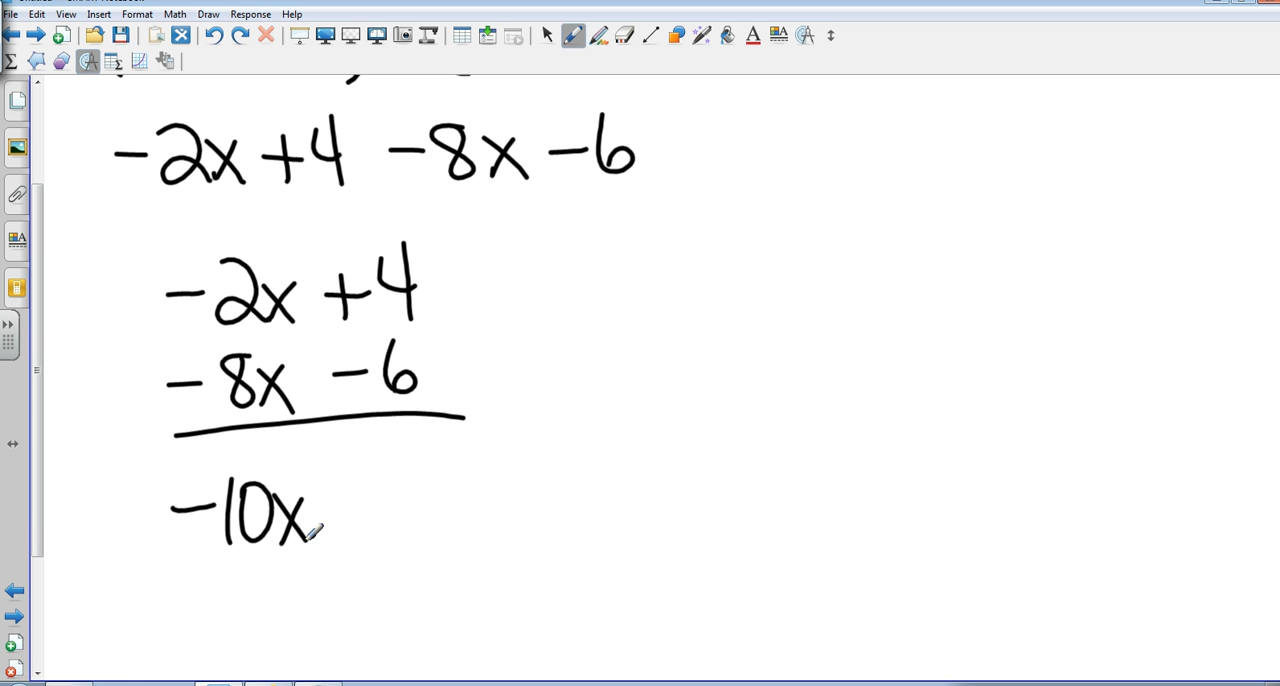 File Edit View Insert Format Math Draw Response Help
-2x +4 -8x -6
-2x +4
-8x -6
-10x